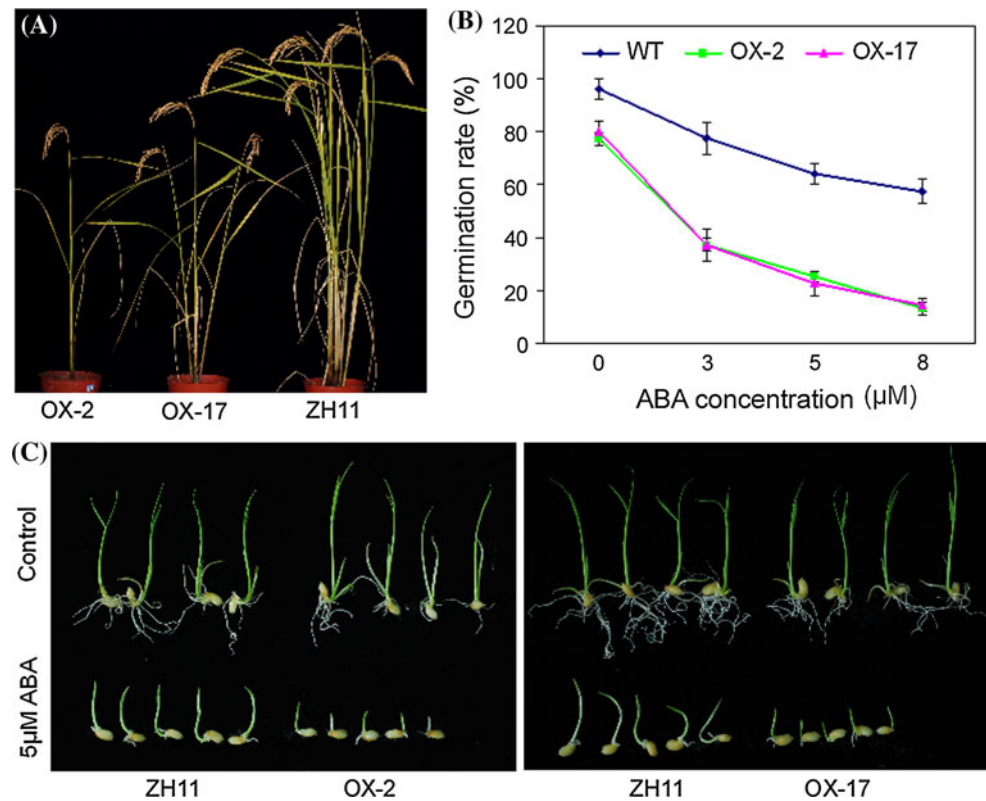 (A)
OX-2 OX-17 ZH11
(B)
WT OX-2 OX-17
Germination rate (%)
120
100
80
60
40
20
0
0 3 5 8
ABA concentration (μM)
(C)
Control
5μM ABA
ZH11 OX-2 ZH11 OX-17